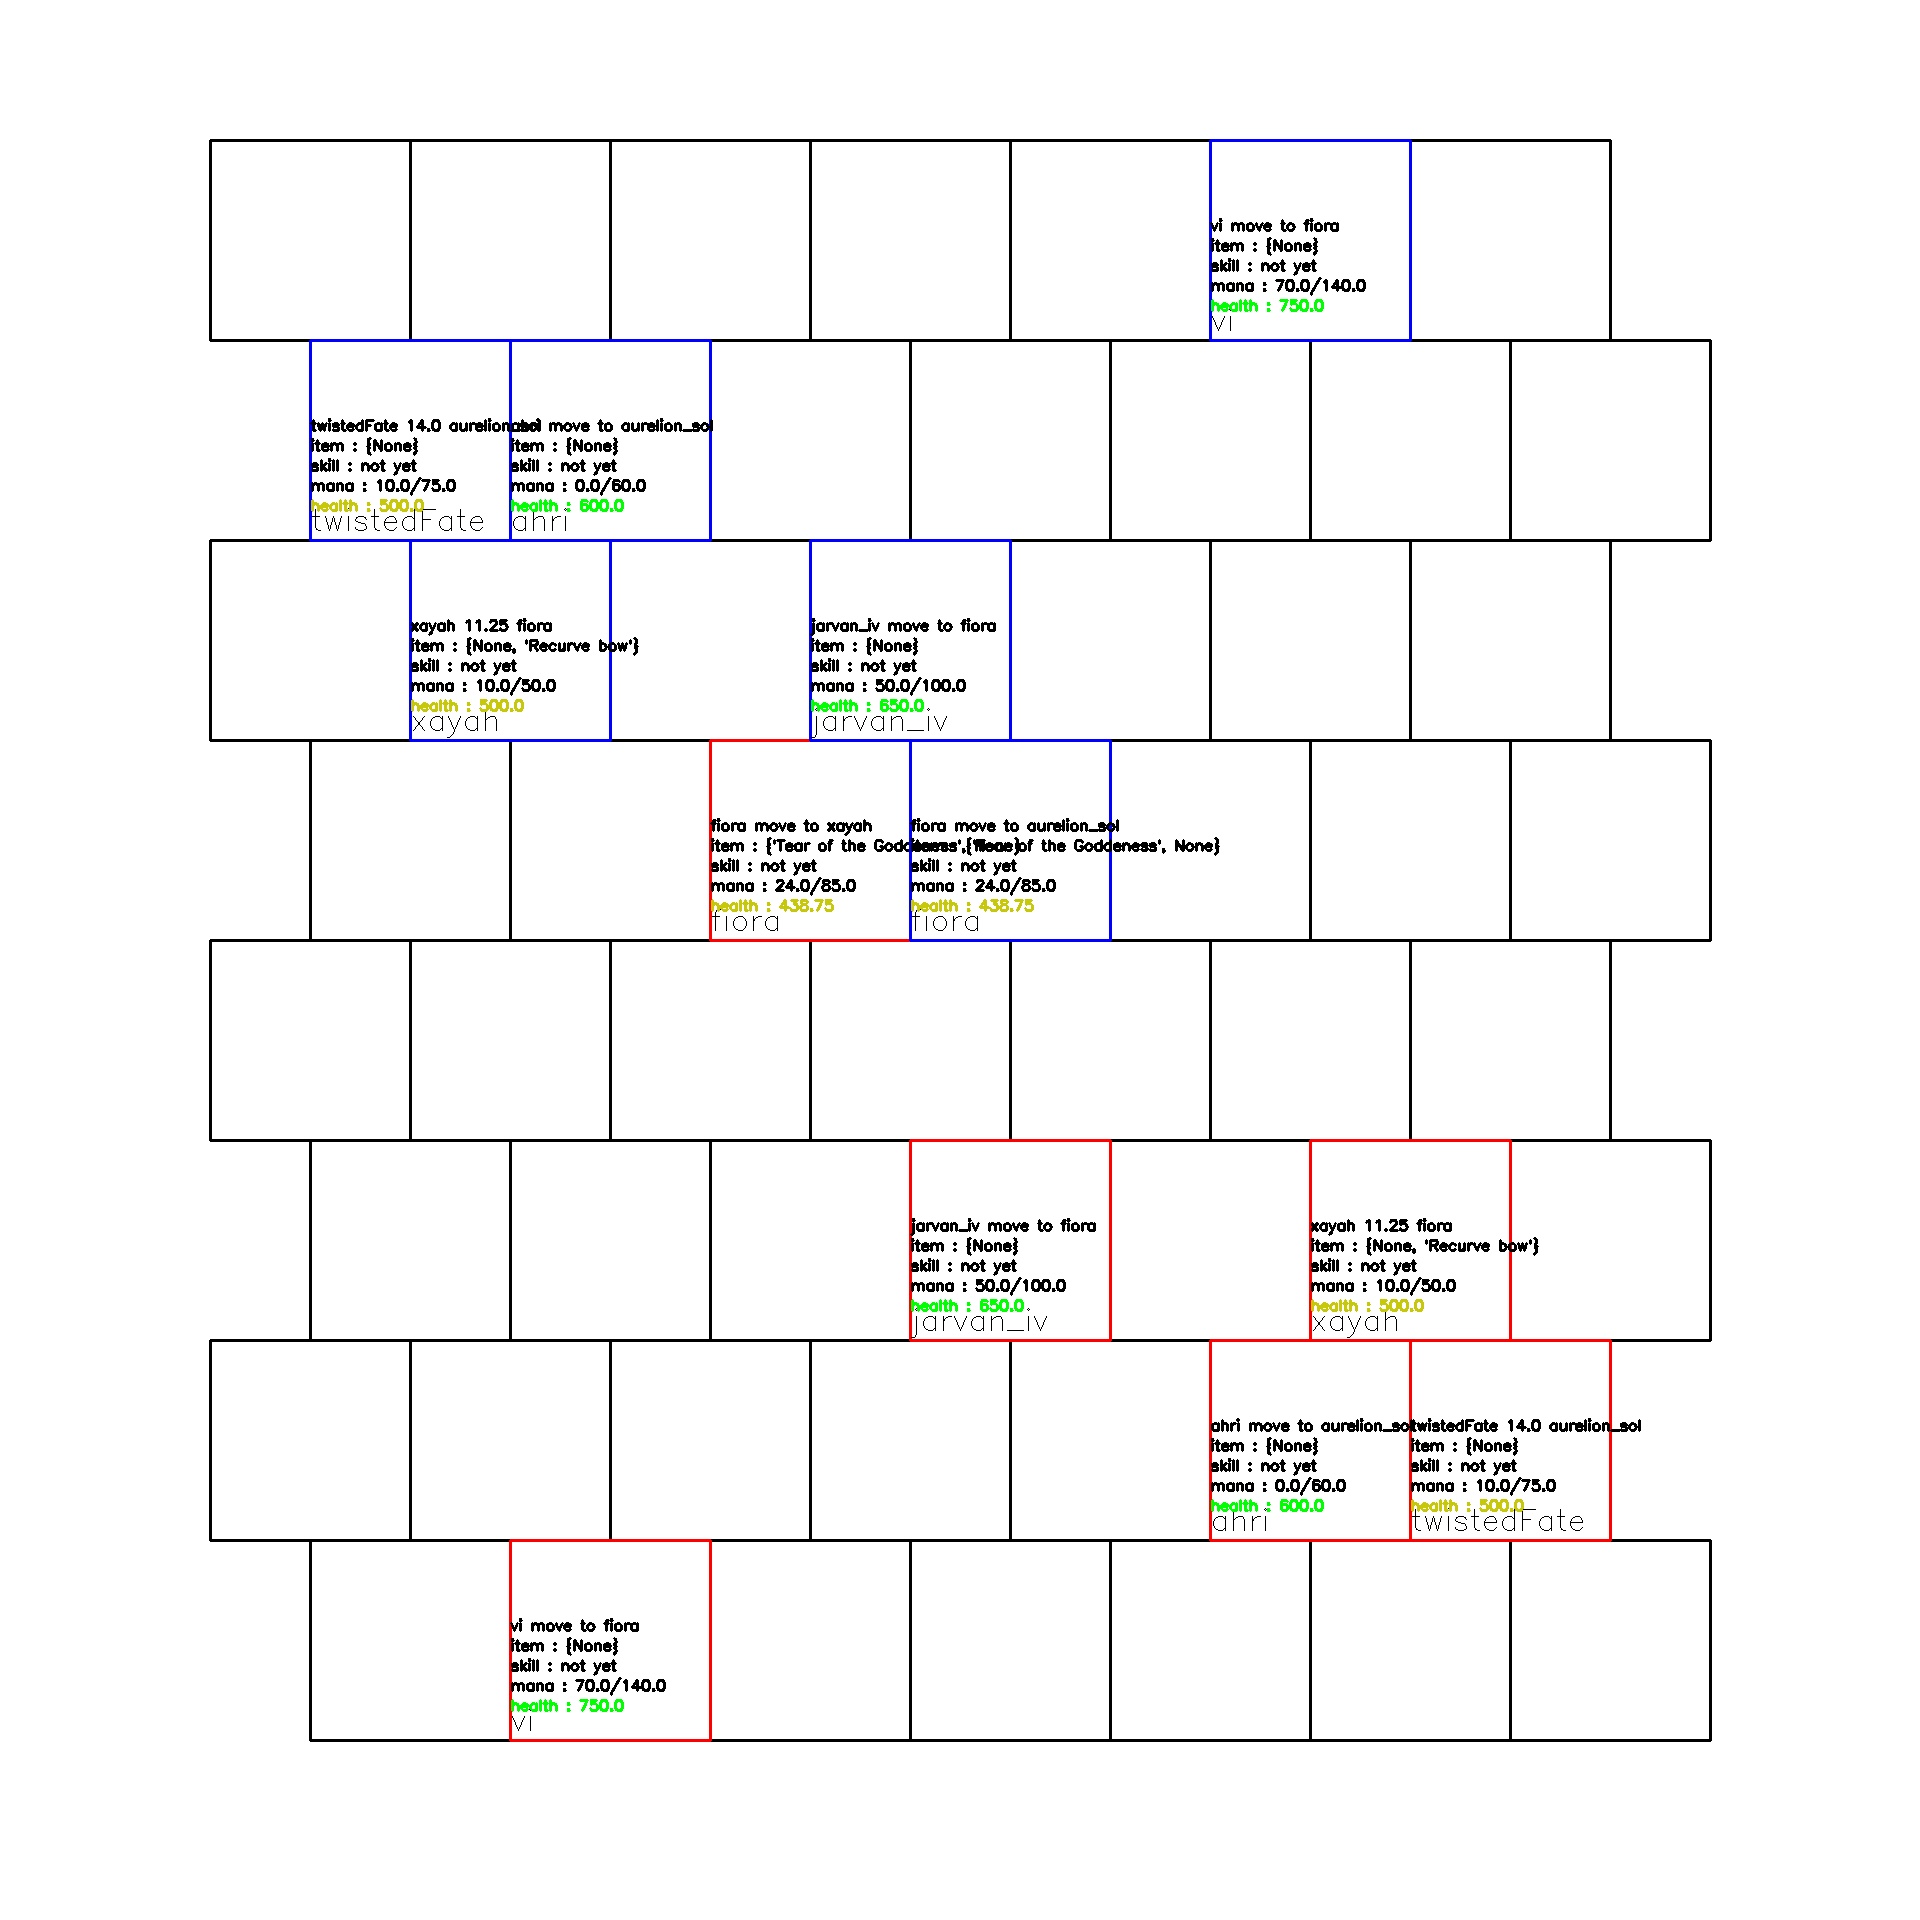 vi move to fiora
item : {None}
skill : not yet
mana : 70.0/140.0
health : 750.0
vi
twistedFate 14.0 aurelion_sol
item : {None}
skill : not yet
mana : 10.0/75.0
health : 500.0
twistedFate
ahri move to aurelion_sol
item : {None}
skill : not yet
mana : 0.0/60.0
health : 600.0
ahri
xayah 11.25 fiora
item : {None, 'Recurve bow'}
skill : not yet
mana : 10.0/50.0
health : 500.0
xayah
jarvan_iv move to fiora
item : {None}
skill : not yet
mana : 50.0/100.0
health : 650.0
jarvan_iv
fiora move to xayah
item : {'Tear of the Goddeness', None}
skill : not yet
mana : 24.0/85.0
health : 438.75
fiora
fiora move to aurelion_sol
item : {'Tear of the Goddeness', None}
skill : not yet
mana : 24.0/85.0
health : 438.75
fiora
jarvan_iv move to fiora
item : {None}
skill : not yet
mana : 50.0/100.0
health : 650.0
jarvan_iv
xayah 11.25 fiora
item : {None, 'Recurve bow'}
skill : not yet
mana : 10.0/50.0
health : 500.0
xayah
ahri move to aurelion_sol
item : {None}
skill : not yet
mana : 0.0/60.0
health : 600.0
ahri
twistedFate 14.0 aurelion_sol
item : {None}
skill : not yet
mana : 10.0/75.0
health : 500.0
twistedFate
vi move to fiora
item : {None}
skill : not yet
mana : 70.0/140.0
health : 750.0
vi